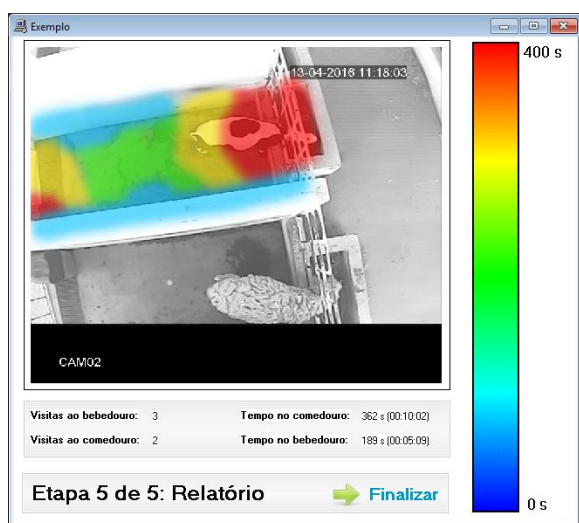 Exemplo
400 s
13-04-2016 11:18:03
CAM02
Visitas ao bebedouro: 3 Tempo no comedouro: 362 s (00:10:02)
Visitas ao comedouro: 2 Tempo no bebedouro: 189 s (00:05:09)
Etapa 5 de 5: Relatório Finalizar
0 s